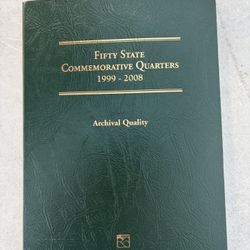 Fifty State
Commemorative Quarters
1999 - 2008
Archival Quality